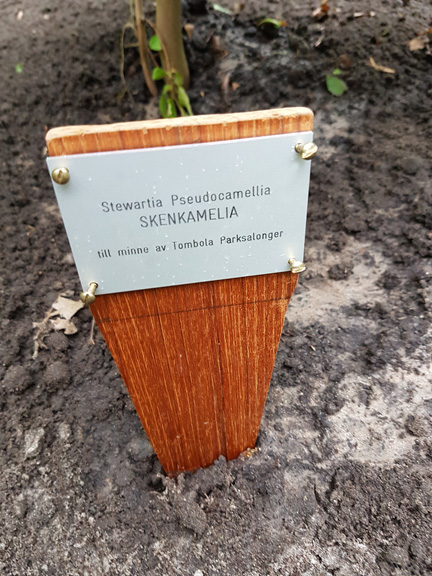 Stewartia Pseudocamellia
SKENKAMELIA
till minne av Tombola Parksalonger